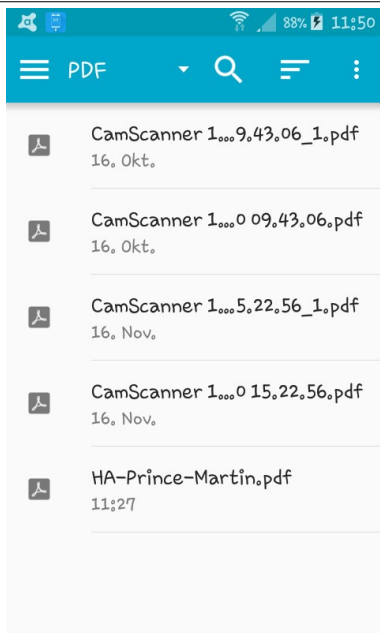 88% 11:50
PDF
CamScanner 1...9.43.06_1.pdf
16. Okt.
CamScanner 1...0 09.43.06.pdf
16. Okt.
CamScanner 1...5.22.56_1.pdf
16. Nov.
CamScanner 1...0 15.22.56.pdf
16. Nov.
HA-Prince-Martin.pdf
11:27